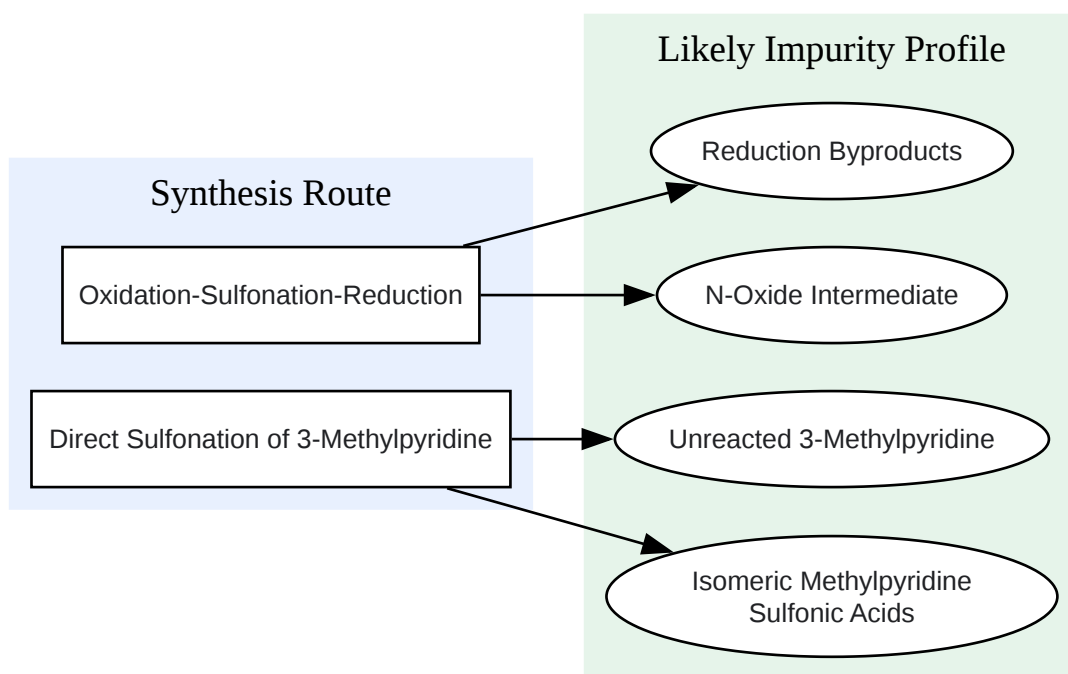 Synthesis Route
Oxidation-Sulfonation-Reduction
Direct Sulfonation of 3-Methylpyridine
Likely Impurity Profile
Reduction Byproducts
N-Oxide Intermediate
Unreacted 3-Methylpyridine
Isomeric Methylpyridine
Sulfonic Acids